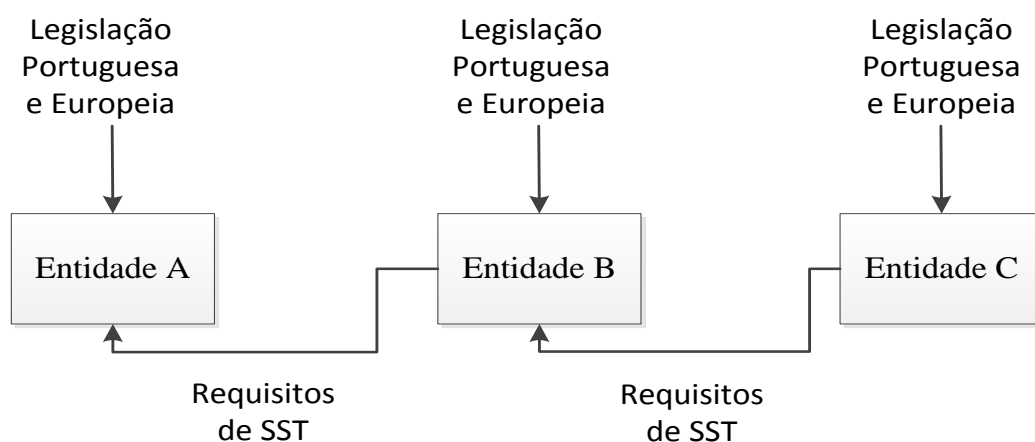 Legislação
Portuguesa
e Europeia
Legislação
Portuguesa
e Europeia
Legislação
Portuguesa
e Europeia
Entidade A
Entidade B
Entidade C
Requisitos
de SST
Requisitos
de SST